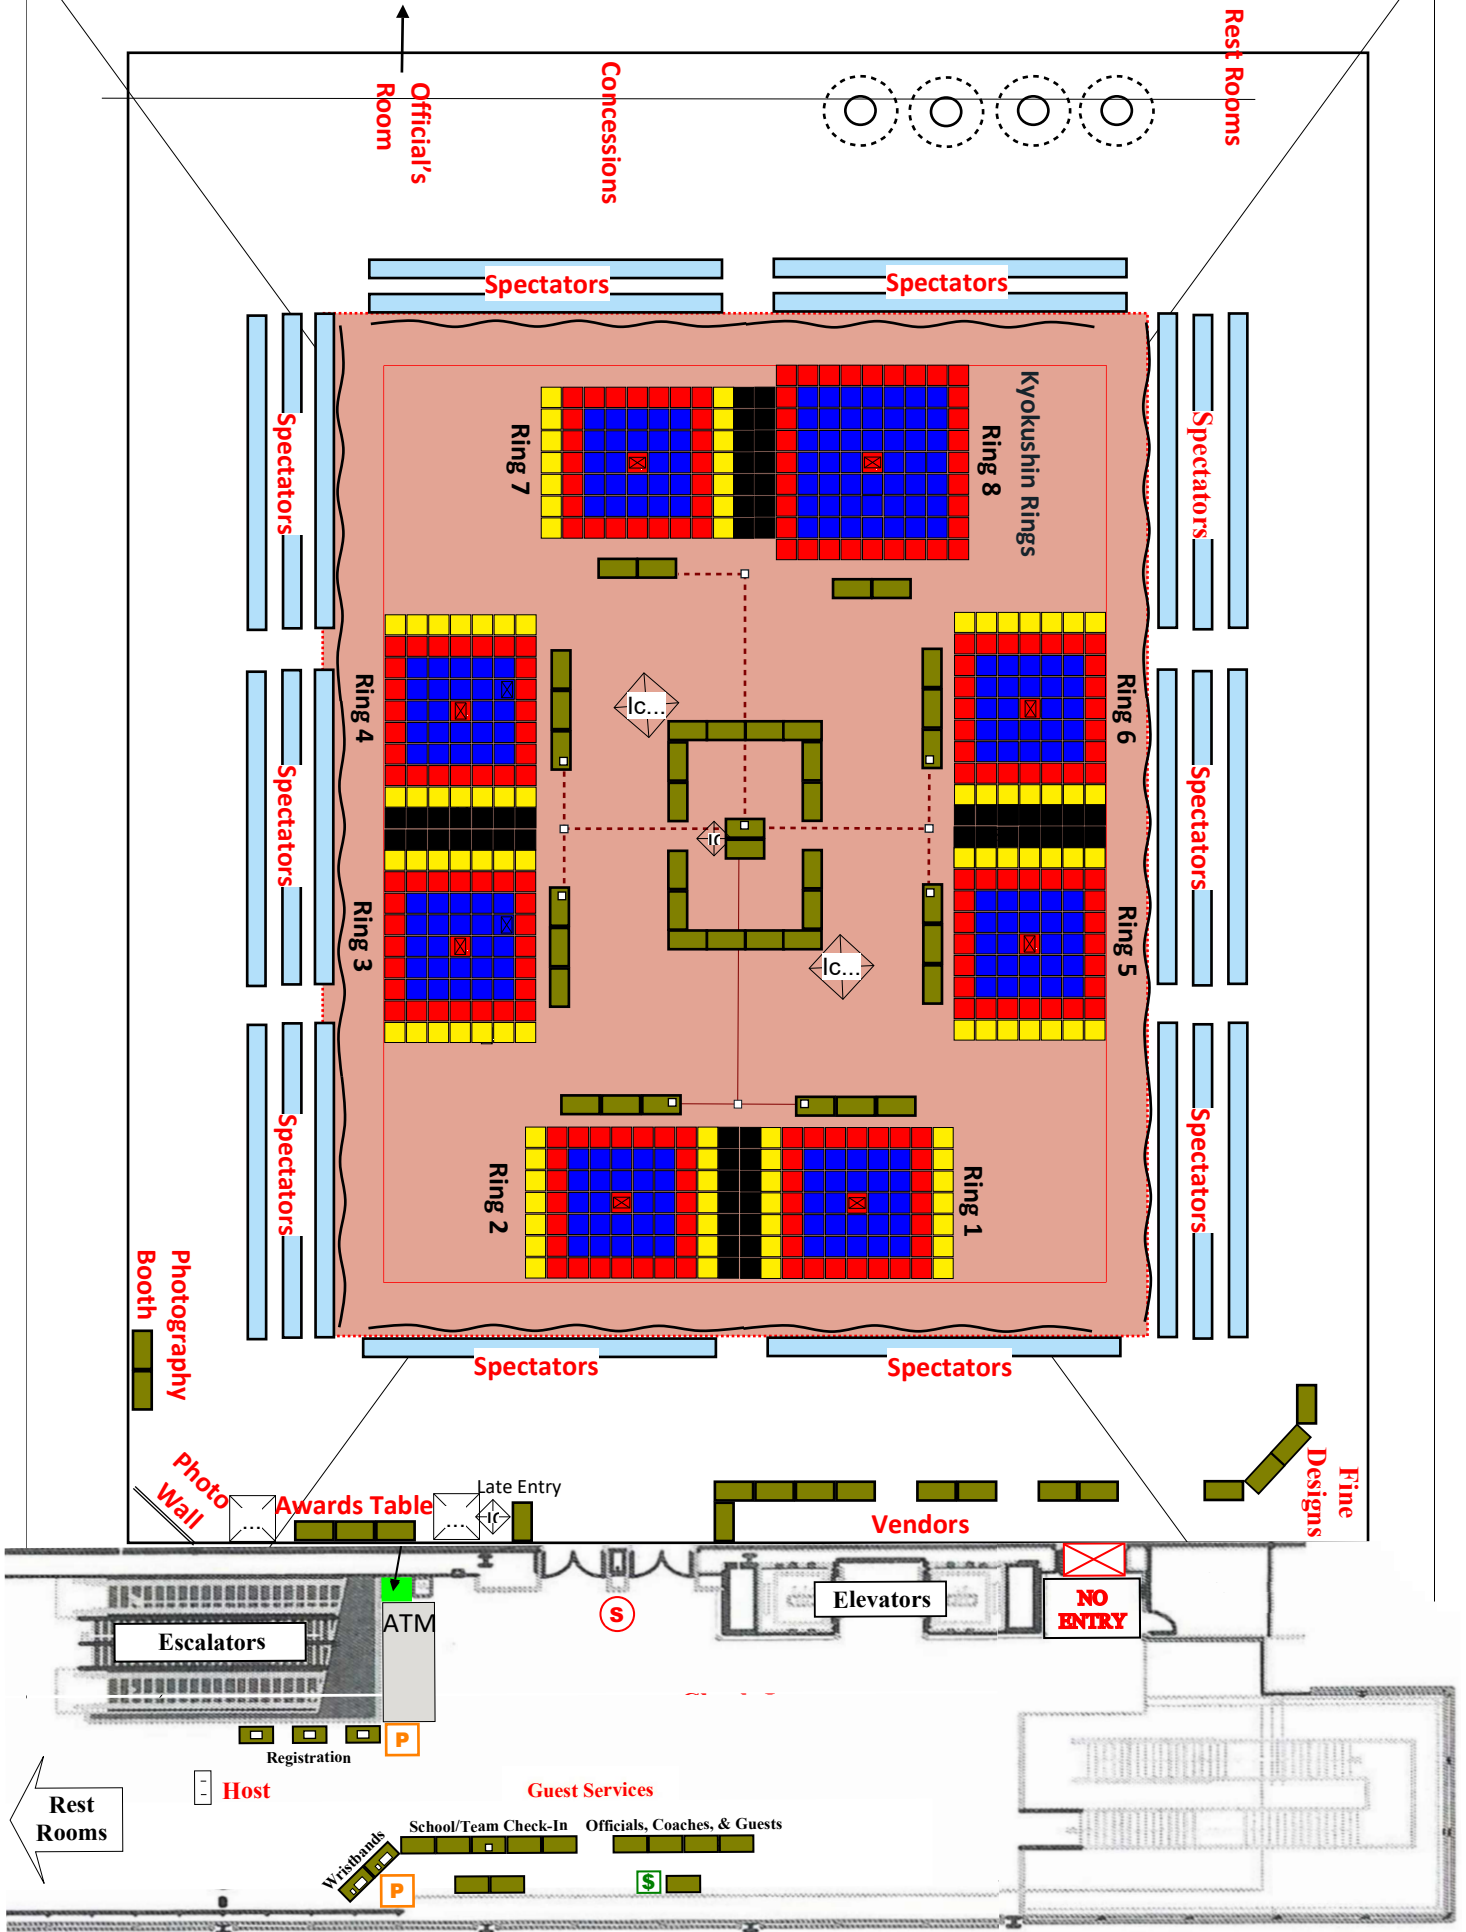 Rest Rooms
Official's
Room
Concessions
Spectators
Spectators
Spectators
Spectators
Kyokushin Rings
Ring 7
Ring 8
Ring 4
Ring 6
Ic...
Spectators
Spectators
Ring 3
Ring 5
Ic...
Spectators
Spectators
Ring 2
Ring 1
Photography
Booth
Spectators
Spectators
Photo
Wall
...
Awards Table
...
Late Entry
Vendors
Fine
Designs
Escalators
ATM
S
Elevators
NO
ENTRY
P
Registration
Host
Guest Services
Rest
Rooms
School/Team Check-In
Officials, Coaches, & Guests
Wristbands
P
$